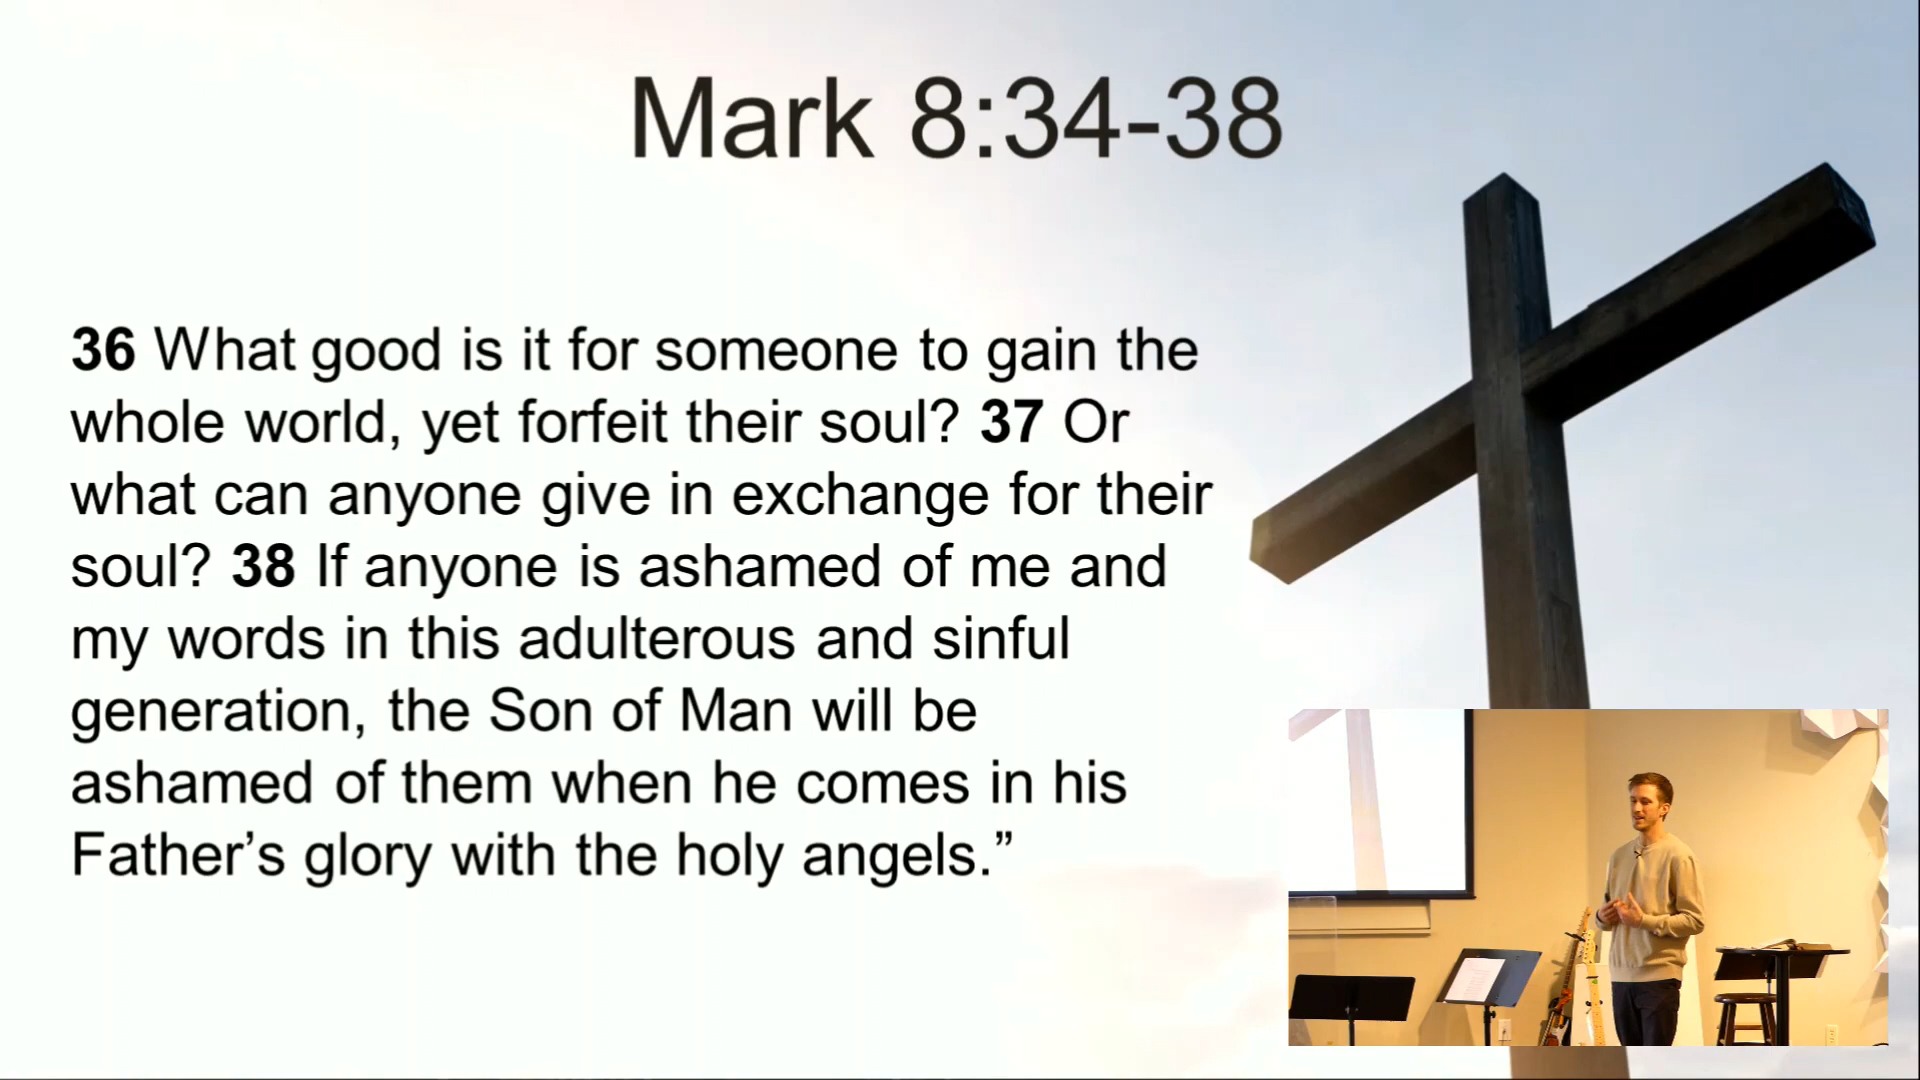 Mark 8:34-38
36 What good is it for someone to gain the
whole world, yet forfeit their soul? 37 Or
what can anyone give in exchange for their
soul? 38 If anyone is ashamed of me and
my words in this adulterous and sinful
generation, the Son of Man will be
ashamed of them when he comes in his
Father’s glory with the holy angels.”